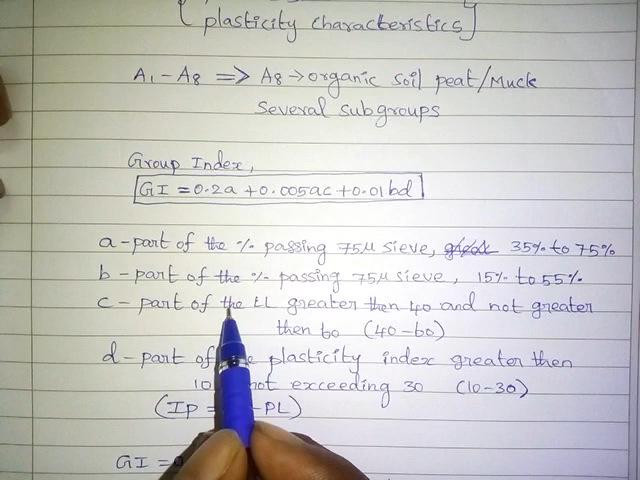 [plasticity characteristics]
A1 - A8 => A8 → organic soil peat/Muck
Several subgroups
Group Index,
GI = 0.2a + 0.005ac + 0.01bd
a - part of the % passing 75μ sieve, 35% to 75%
b - part of the % passing 75μ sieve, 15% to 55%
c - part of the LL greater then 40 and not greater
then 60 (40-60)
d - part of plasticity index greater then
10 not exceeding 30 (10-30)
(Ip = -PL)
GI =